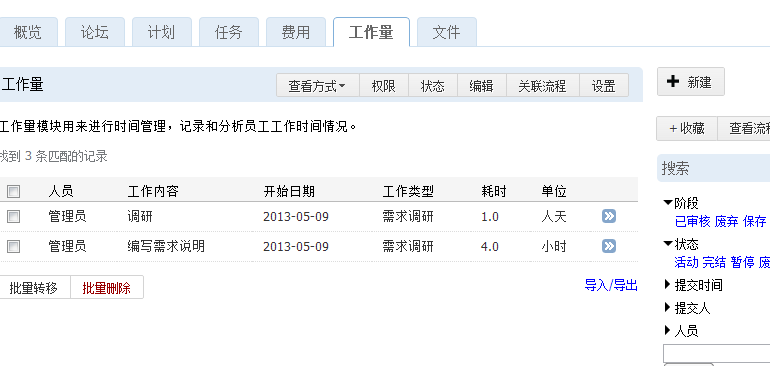 概览 论坛 计划 任务 费用 工作量 文件
工作量 查看方式 权限 状态 编辑 关联流程 设置
工作量模块用来进行时间管理，记录和分析员工工作时间情况。
找到 3 条匹配的记录
人员 工作内容 开始日期 工作类型 耗时 单位
管理员 调研 2013-05-09 需求调研 1.0 人天
管理员 编写需求说明 2013-05-09 需求调研 4.0 小时
批量转移 批量删除 导入/导出
新建
+收藏 查看流程
搜索
阶段
已审核 废弃 保存
状态
活动 完结 暂停 废
提交时间
提交人
人员